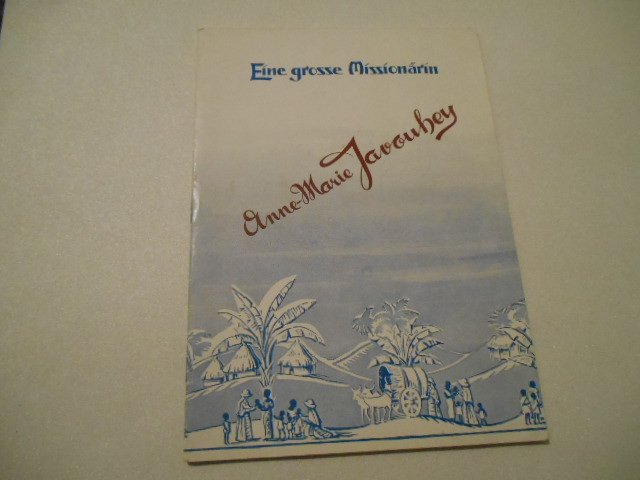 Eine grosse Missionärin
Anne-Marie Javouhey